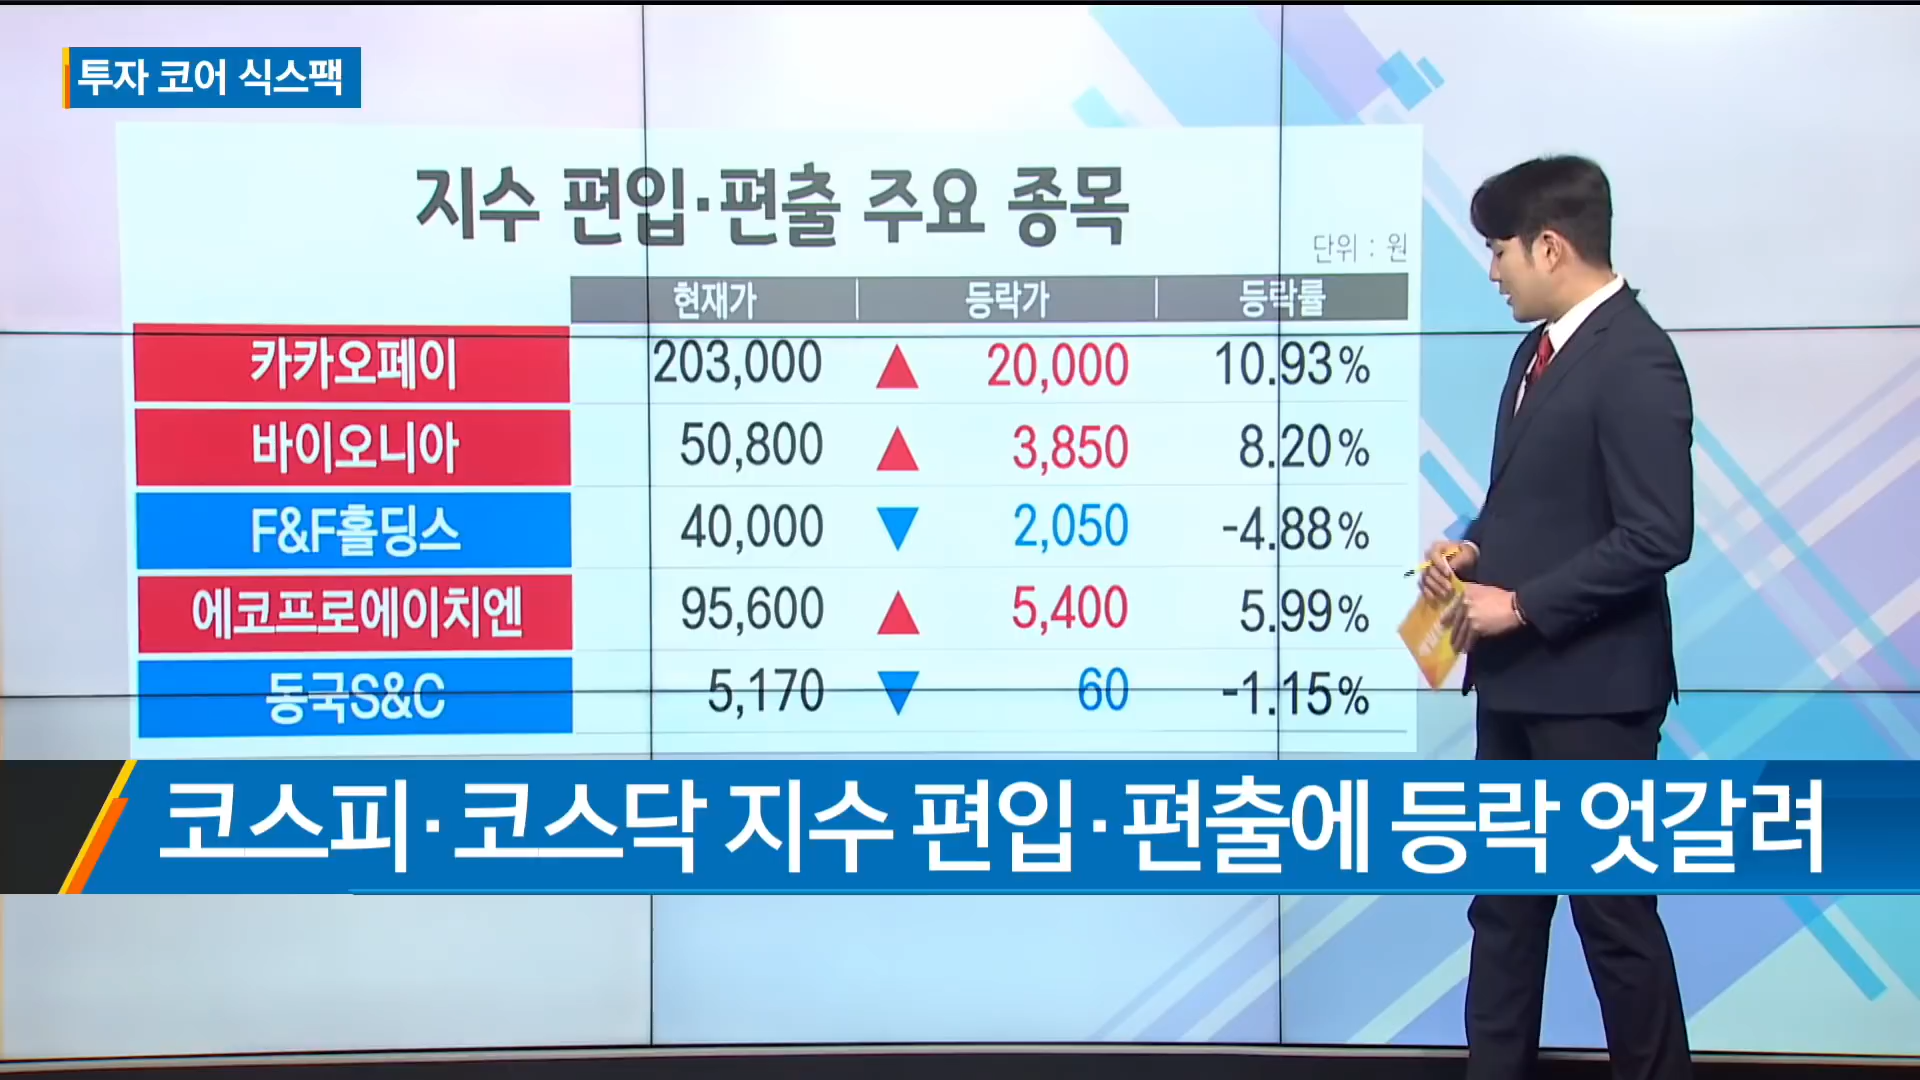 투자 코어 식스팩
지수 편입·편출 주요 종목
단위 : 원
현재가 등락가 등락률
카카오페이 203,000 ▲ 20,000 10.93%
바이오니아 50,800 ▲ 3,850 8.20%
F&F홀딩스 40,000 ▼ 2,050 -4.88%
에코프로에이치엔 95,600 ▲ 5,400 5.99%
동국S&C 5,170 ▼ 60 -1.15%
코스피·코스닥 지수 편입·편출에 등락 엇갈려